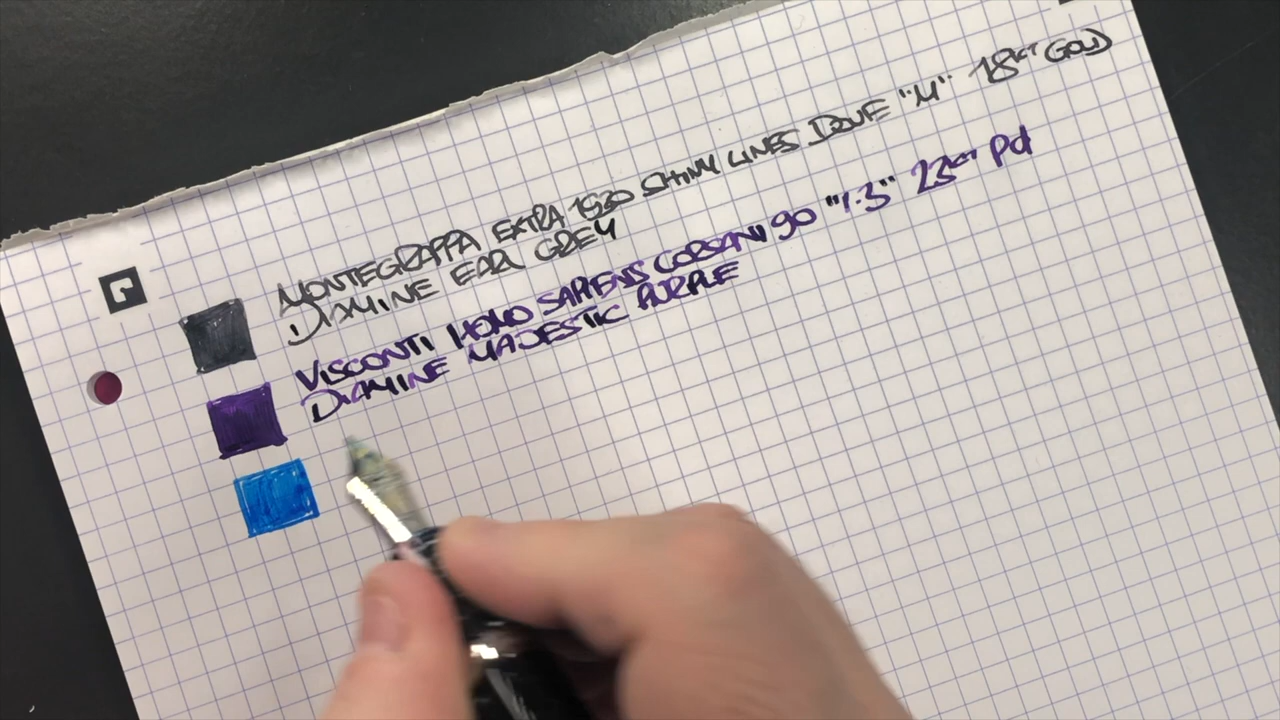 MONTEGRAPPA EXTRA 1930 SHINY LINES DOUE "M" 18KT GOLD
DIAMINE EARL GREY
VISCONTI HOMO SAPIENS CORSANI 90 "1.3" 23KT Pd
DIAMINE MAJESTIC PURPLE